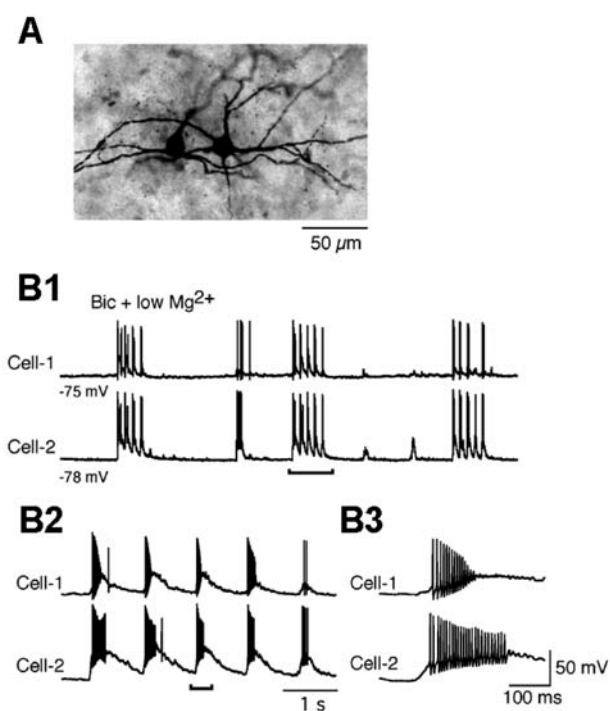 A
50 μm
B1
Bic + low Mg2+
Cell-1
-75 mV
Cell-2
-78 mV
B2
B3
Cell-1
Cell-1
Cell-2
Cell-2
50 mV
1 s
100 ms